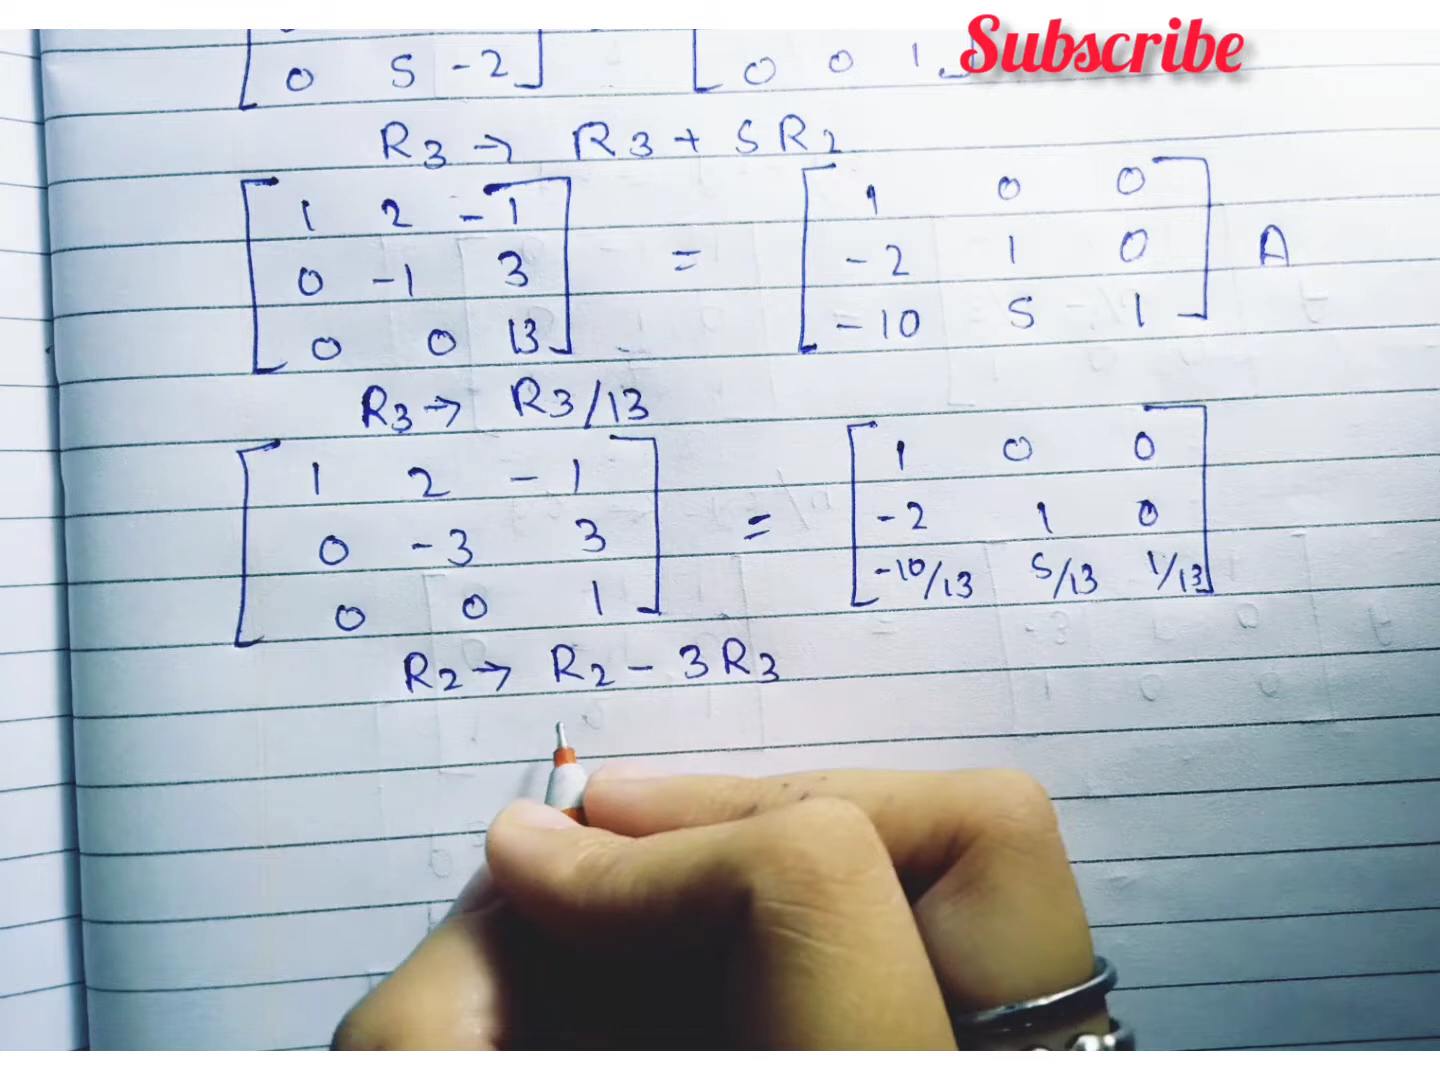 Subscribe
0 5 -2 0 0 1
R3 → R3 + 5R2
1 2 -1 1 0 0
0 -1 3 = -2 1 0 A
0 0 13 -10 5 1
R3 → R3/13
1 2 -1 1 0 0
0 -3 3 = -2 1 0
0 0 1 -10/13 5/13 1/13
R2 → R2 - 3R3